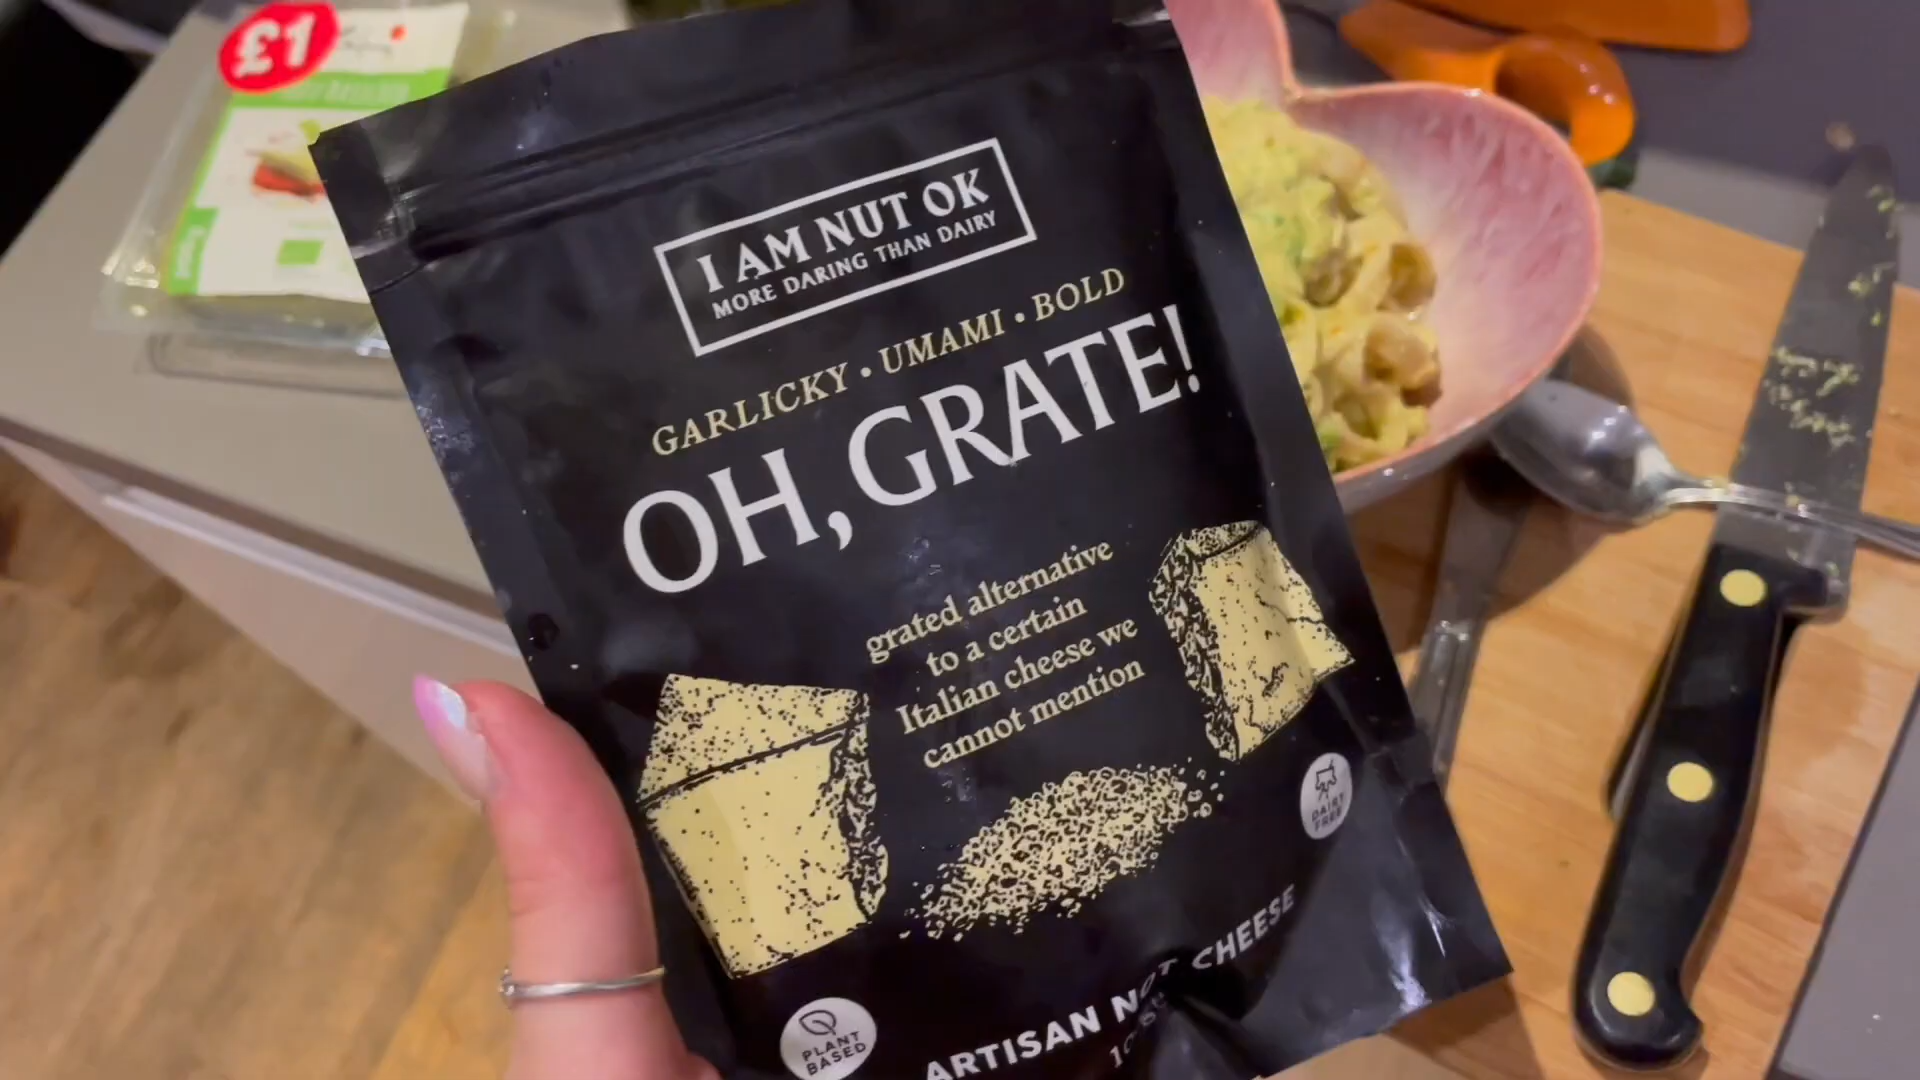 £1
I AM NUT OK
MORE DARING THAN DAIRY
GARLICKY • UMAMI • BOLD
OH, GRATE!
grated alternative
to a certain
Italian cheese we
cannot mention
DAIRY
FREE
PLANT
BASED
ARTISAN NOT CHEESE